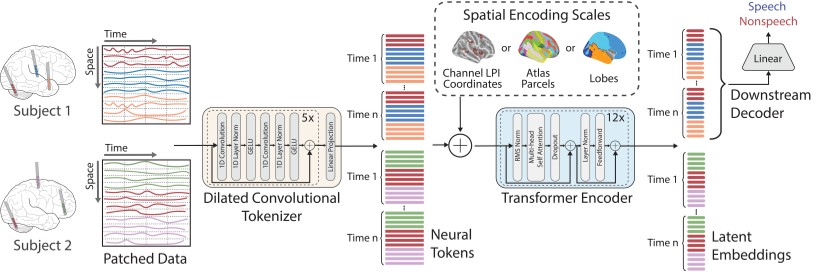 Time
Space
Subject 1
Time
Space
Subject 2
Patched Data
5x
1D Convolution
1D Layer Norm
GELU
1D Convolution
1D Layer Norm
GELU
Linear Projection
Dilated Convolutional
Tokenizer
Time 1
Time n
Time 1
Time n
Neural
Tokens
Spatial Encoding Scales
or
or
Channel LPI
Coordinates
Atlas
Parcels
Lobes
12x
RMS Norm
Multi-head
Self Attention
Dropout
Layer Norm
Feedforward
Transformer Encoder
Time 1
Time n
Time 1
Time n
Latent
Embeddings
Speech
Nonspeech
Linear
Downstream
Decoder